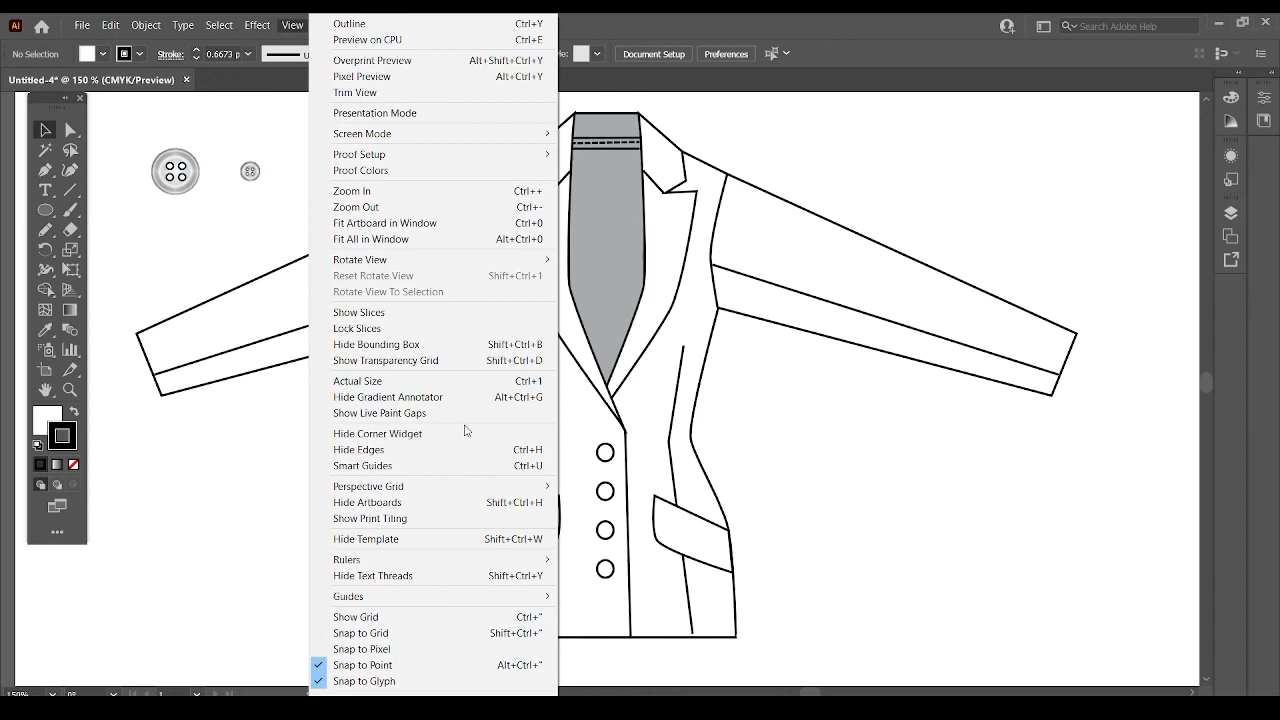 Ai File Edit Object Type Select Effect View
Search Adobe Help
No Selection Stroke: 0.6673 p Document Setup Preferences
Untitled-4* @ 150 % (CMYK/Preview) ×
Outline Ctrl+Y
Preview on CPU Ctrl+E
Overprint Preview Alt+Shift+Ctrl+Y
Pixel Preview Alt+Ctrl+Y
Trim View
Presentation Mode
Screen Mode
Proof Setup
Proof Colors
Zoom In Ctrl++
Zoom Out Ctrl+-
Fit Artboard in Window Ctrl+0
Fit All in Window Alt+Ctrl+0
Rotate View
Reset Rotate View Shift+Ctrl+1
Rotate View To Selection
Show Slices
Lock Slices
Hide Bounding Box Shift+Ctrl+B
Show Transparency Grid Shift+Ctrl+D
Actual Size Ctrl+1
Hide Gradient Annotator Alt+Ctrl+G
Show Live Paint Gaps
Hide Corner Widget
Hide Edges Ctrl+H
Smart Guides Ctrl+U
Perspective Grid
Hide Artboards Shift+Ctrl+H
Show Print Tiling
Hide Template Shift+Ctrl+W
Rulers
Hide Text Threads Shift+Ctrl+Y
Guides
Show Grid Ctrl+"
Snap to Grid Shift+Ctrl+"
Snap to Pixel
Snap to Point Alt+Ctrl+"
Snap to Glyph